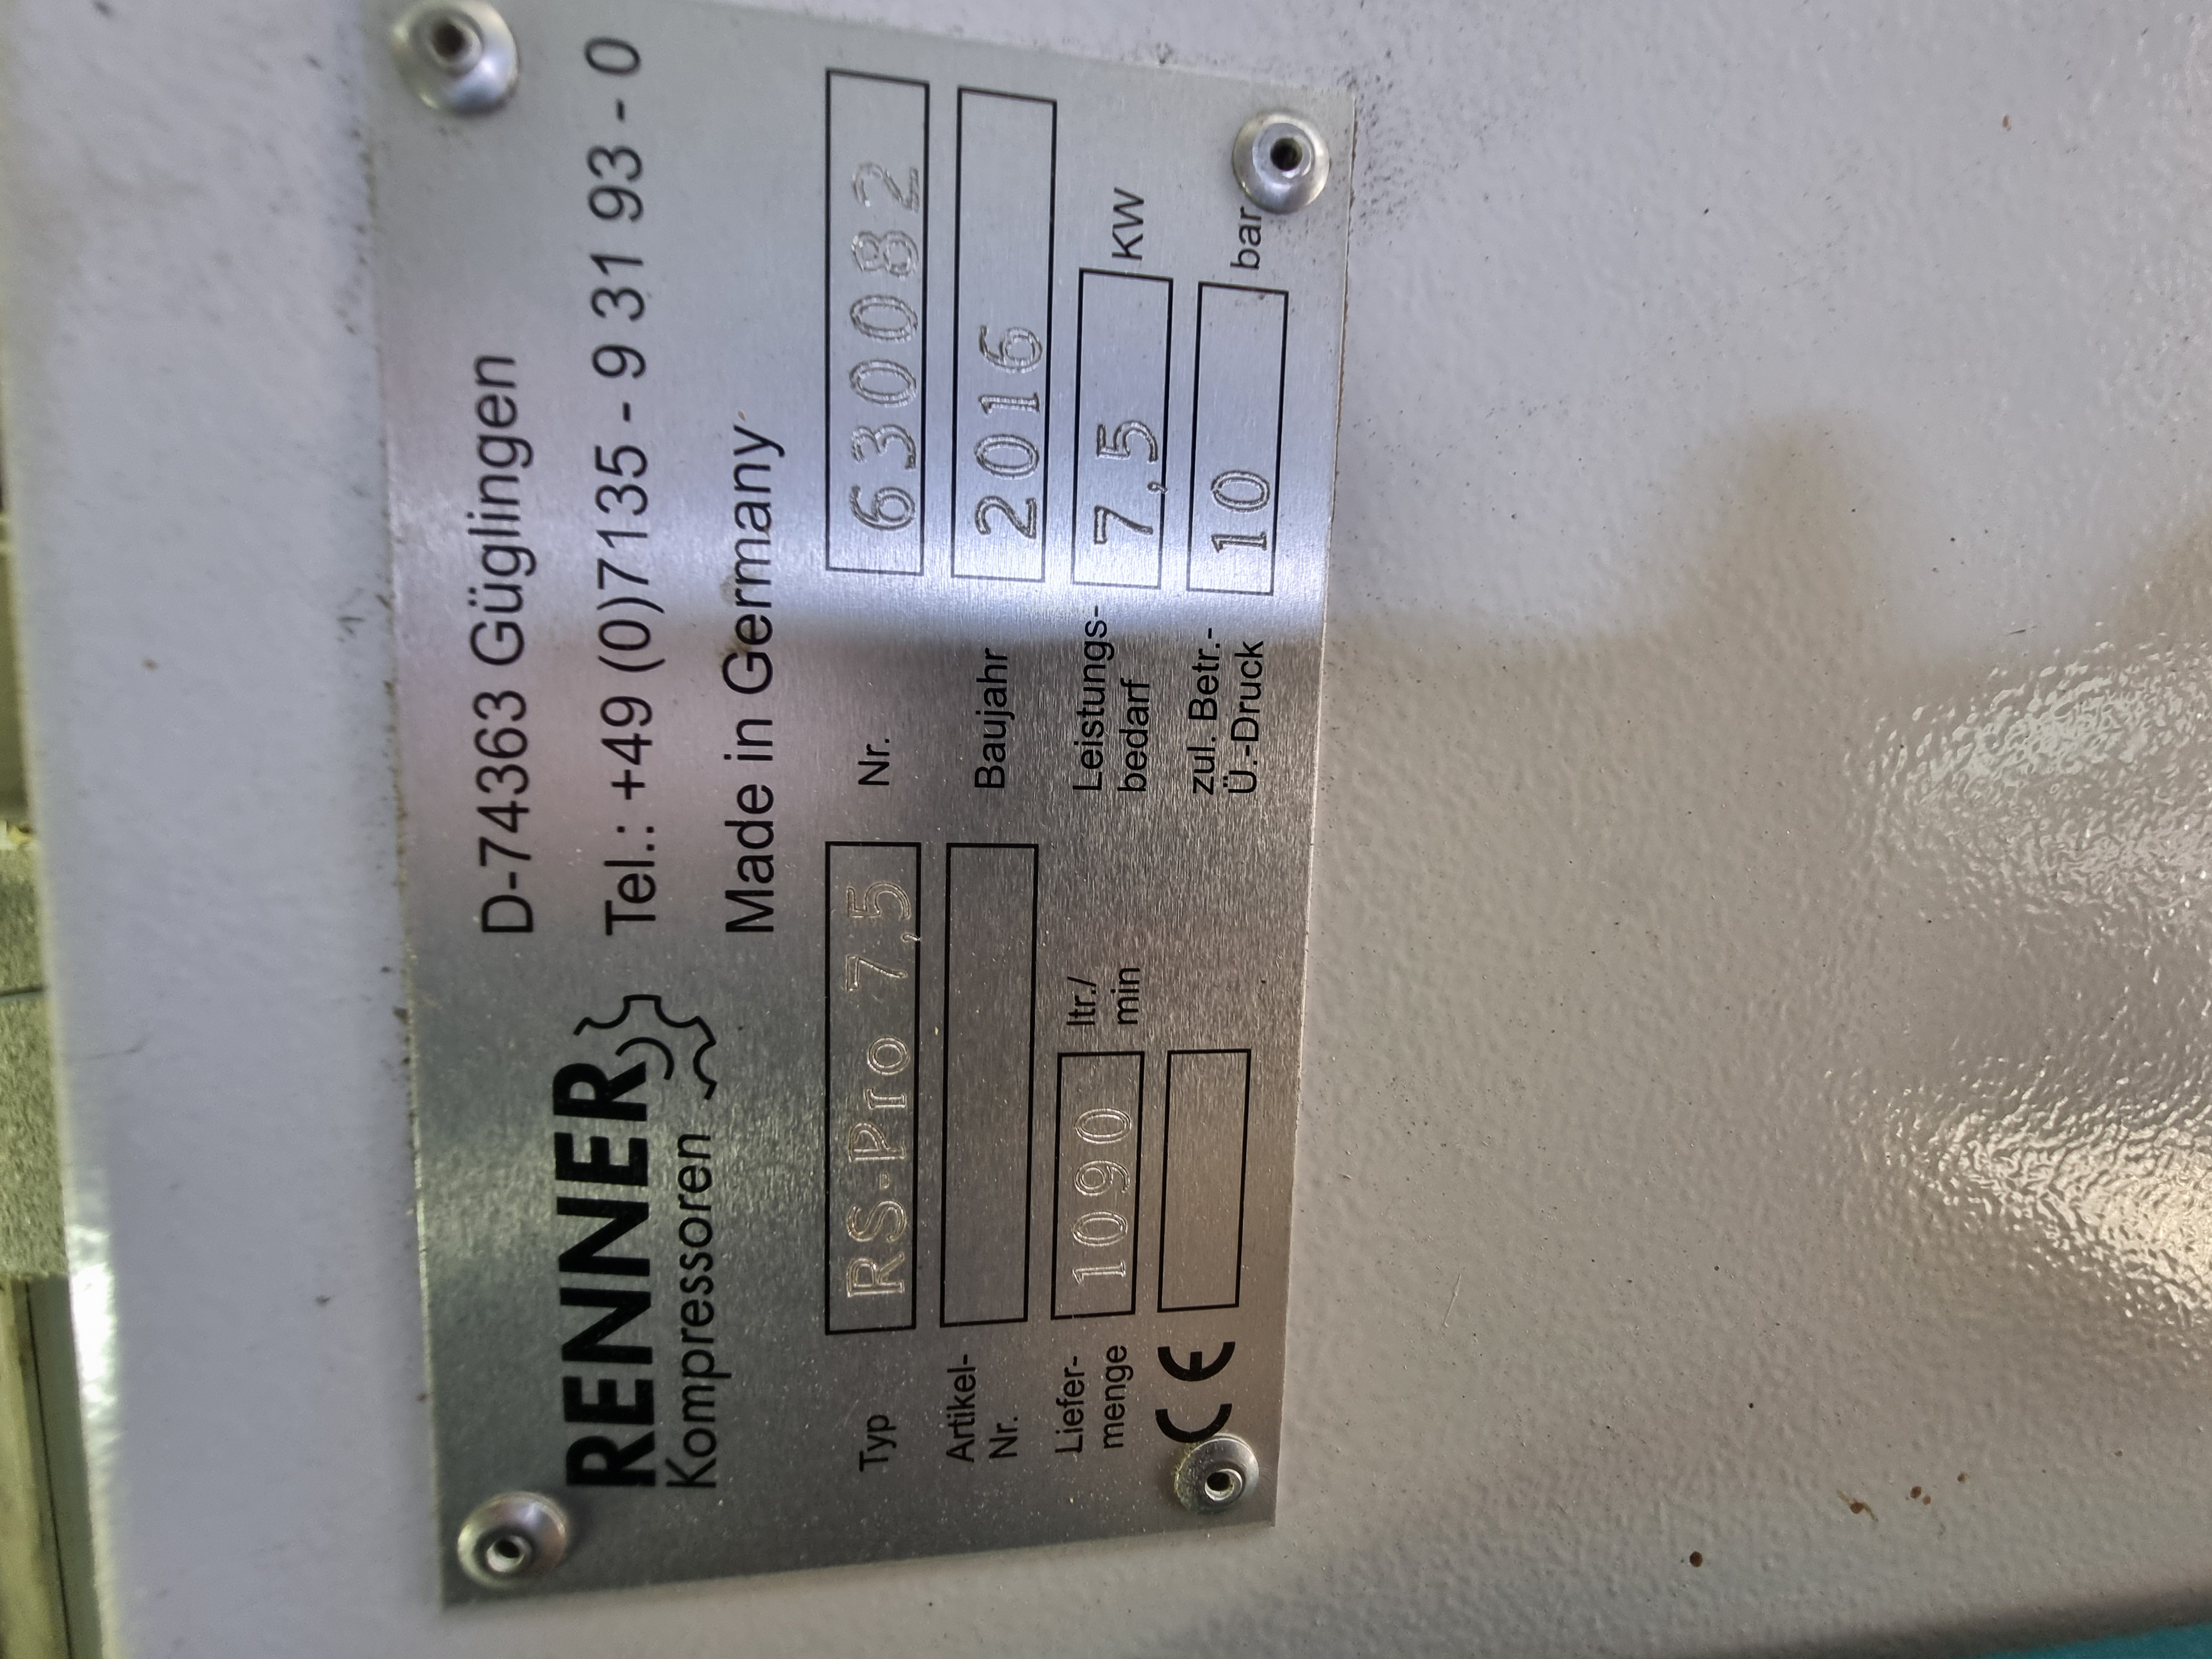 RENNER
Kompressoren
D-74363 Güglingen
Tel.: +49 (0)7135 - 9 31 93 - 0
Made in Germany
Typ RS-Pro 7,5 Nr. 630082
Artikel-
Nr.
Baujahr 2016
Liefer-
menge 1090 ltr./
min
Leistungs-
bedarf 7,5 KW
CE
zul. Betr.-
Ü.-Druck 10 bar